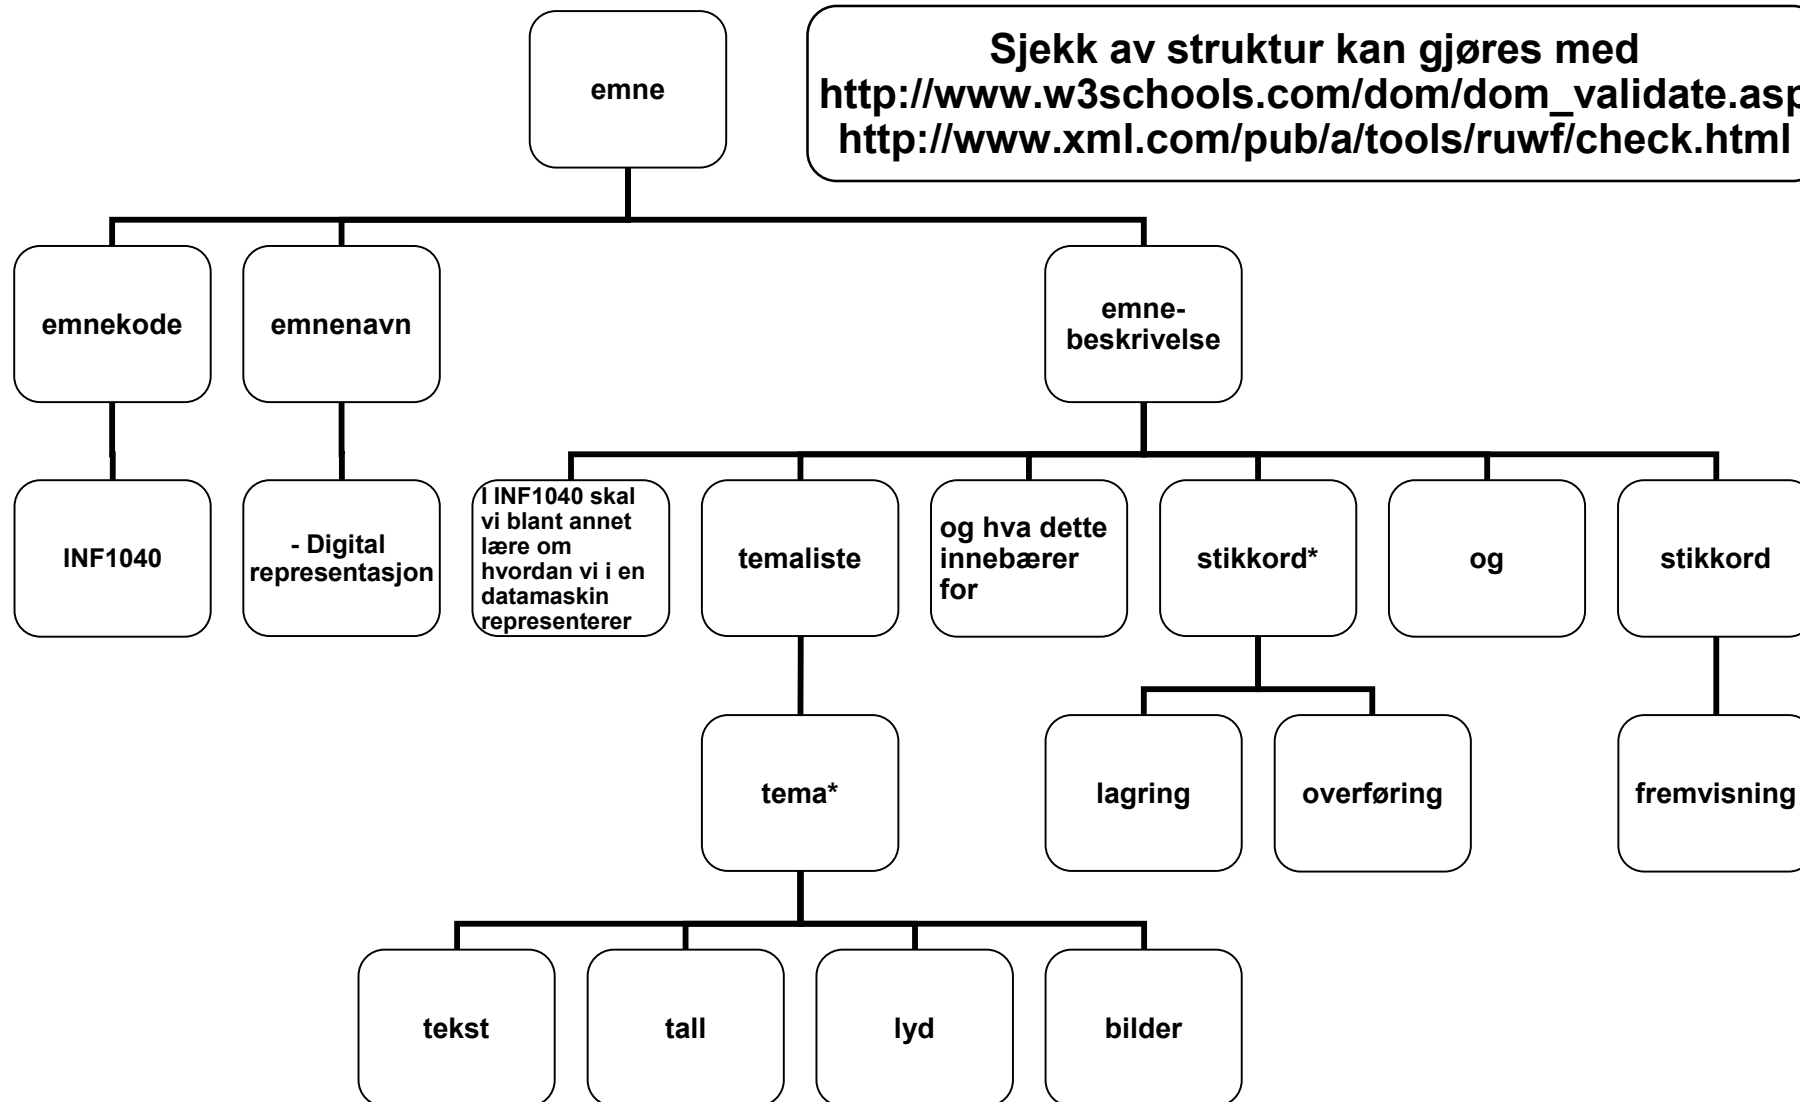 emne
Sjekk av struktur kan gjøres med
http://www.w3schools.com/dom/dom_validate.asp
http://www.xml.com/pub/a/tools/ruwf/check.html
emnekode
emnenavn
emne-
beskrivelse
INF1040
- Digital
representasjon
I INF1040 skal
vi blant annet
lære om
hvordan vi i en
datamaskin
representerer
temaliste
og hva dette
innebærer
for
stikkord*
og
stikkord
tema*
lagring
overføring
fremvisning
tekst
tall
lyd
bilder